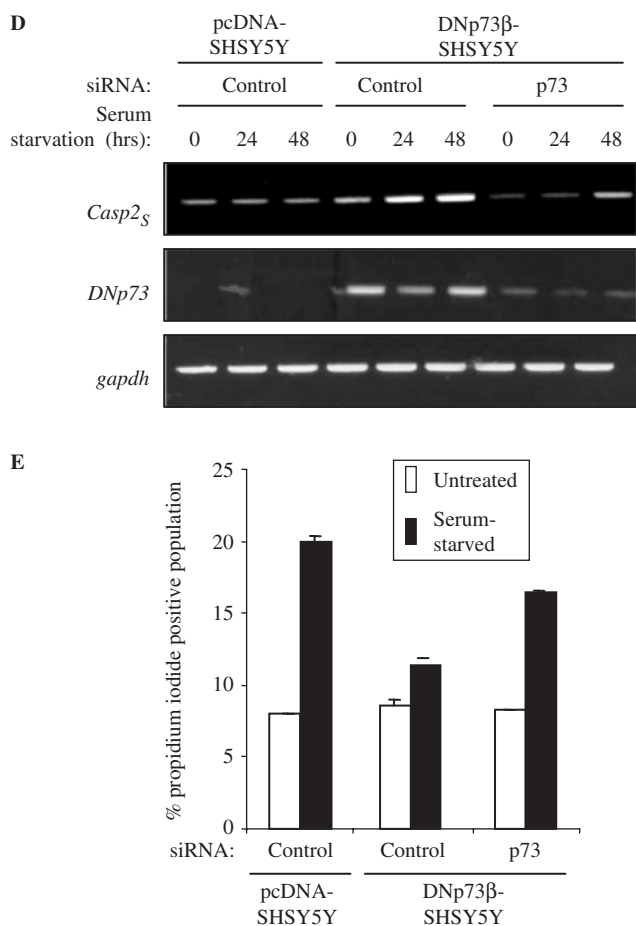 D
pcDNA- DNp73β-
SHSY5Y SHSY5Y
siRNA: Control Control p73
Serum
starvation (hrs): 0 24 48 0 24 48 0 24 48
Casp2S
DNp73
gapdh
E
% propidium iodide positive population
25
20
15
10
5
0
Untreated
Serum-
starved
siRNA: Control Control p73
pcDNA- DNp73β-
SHSY5Y SHSY5Y